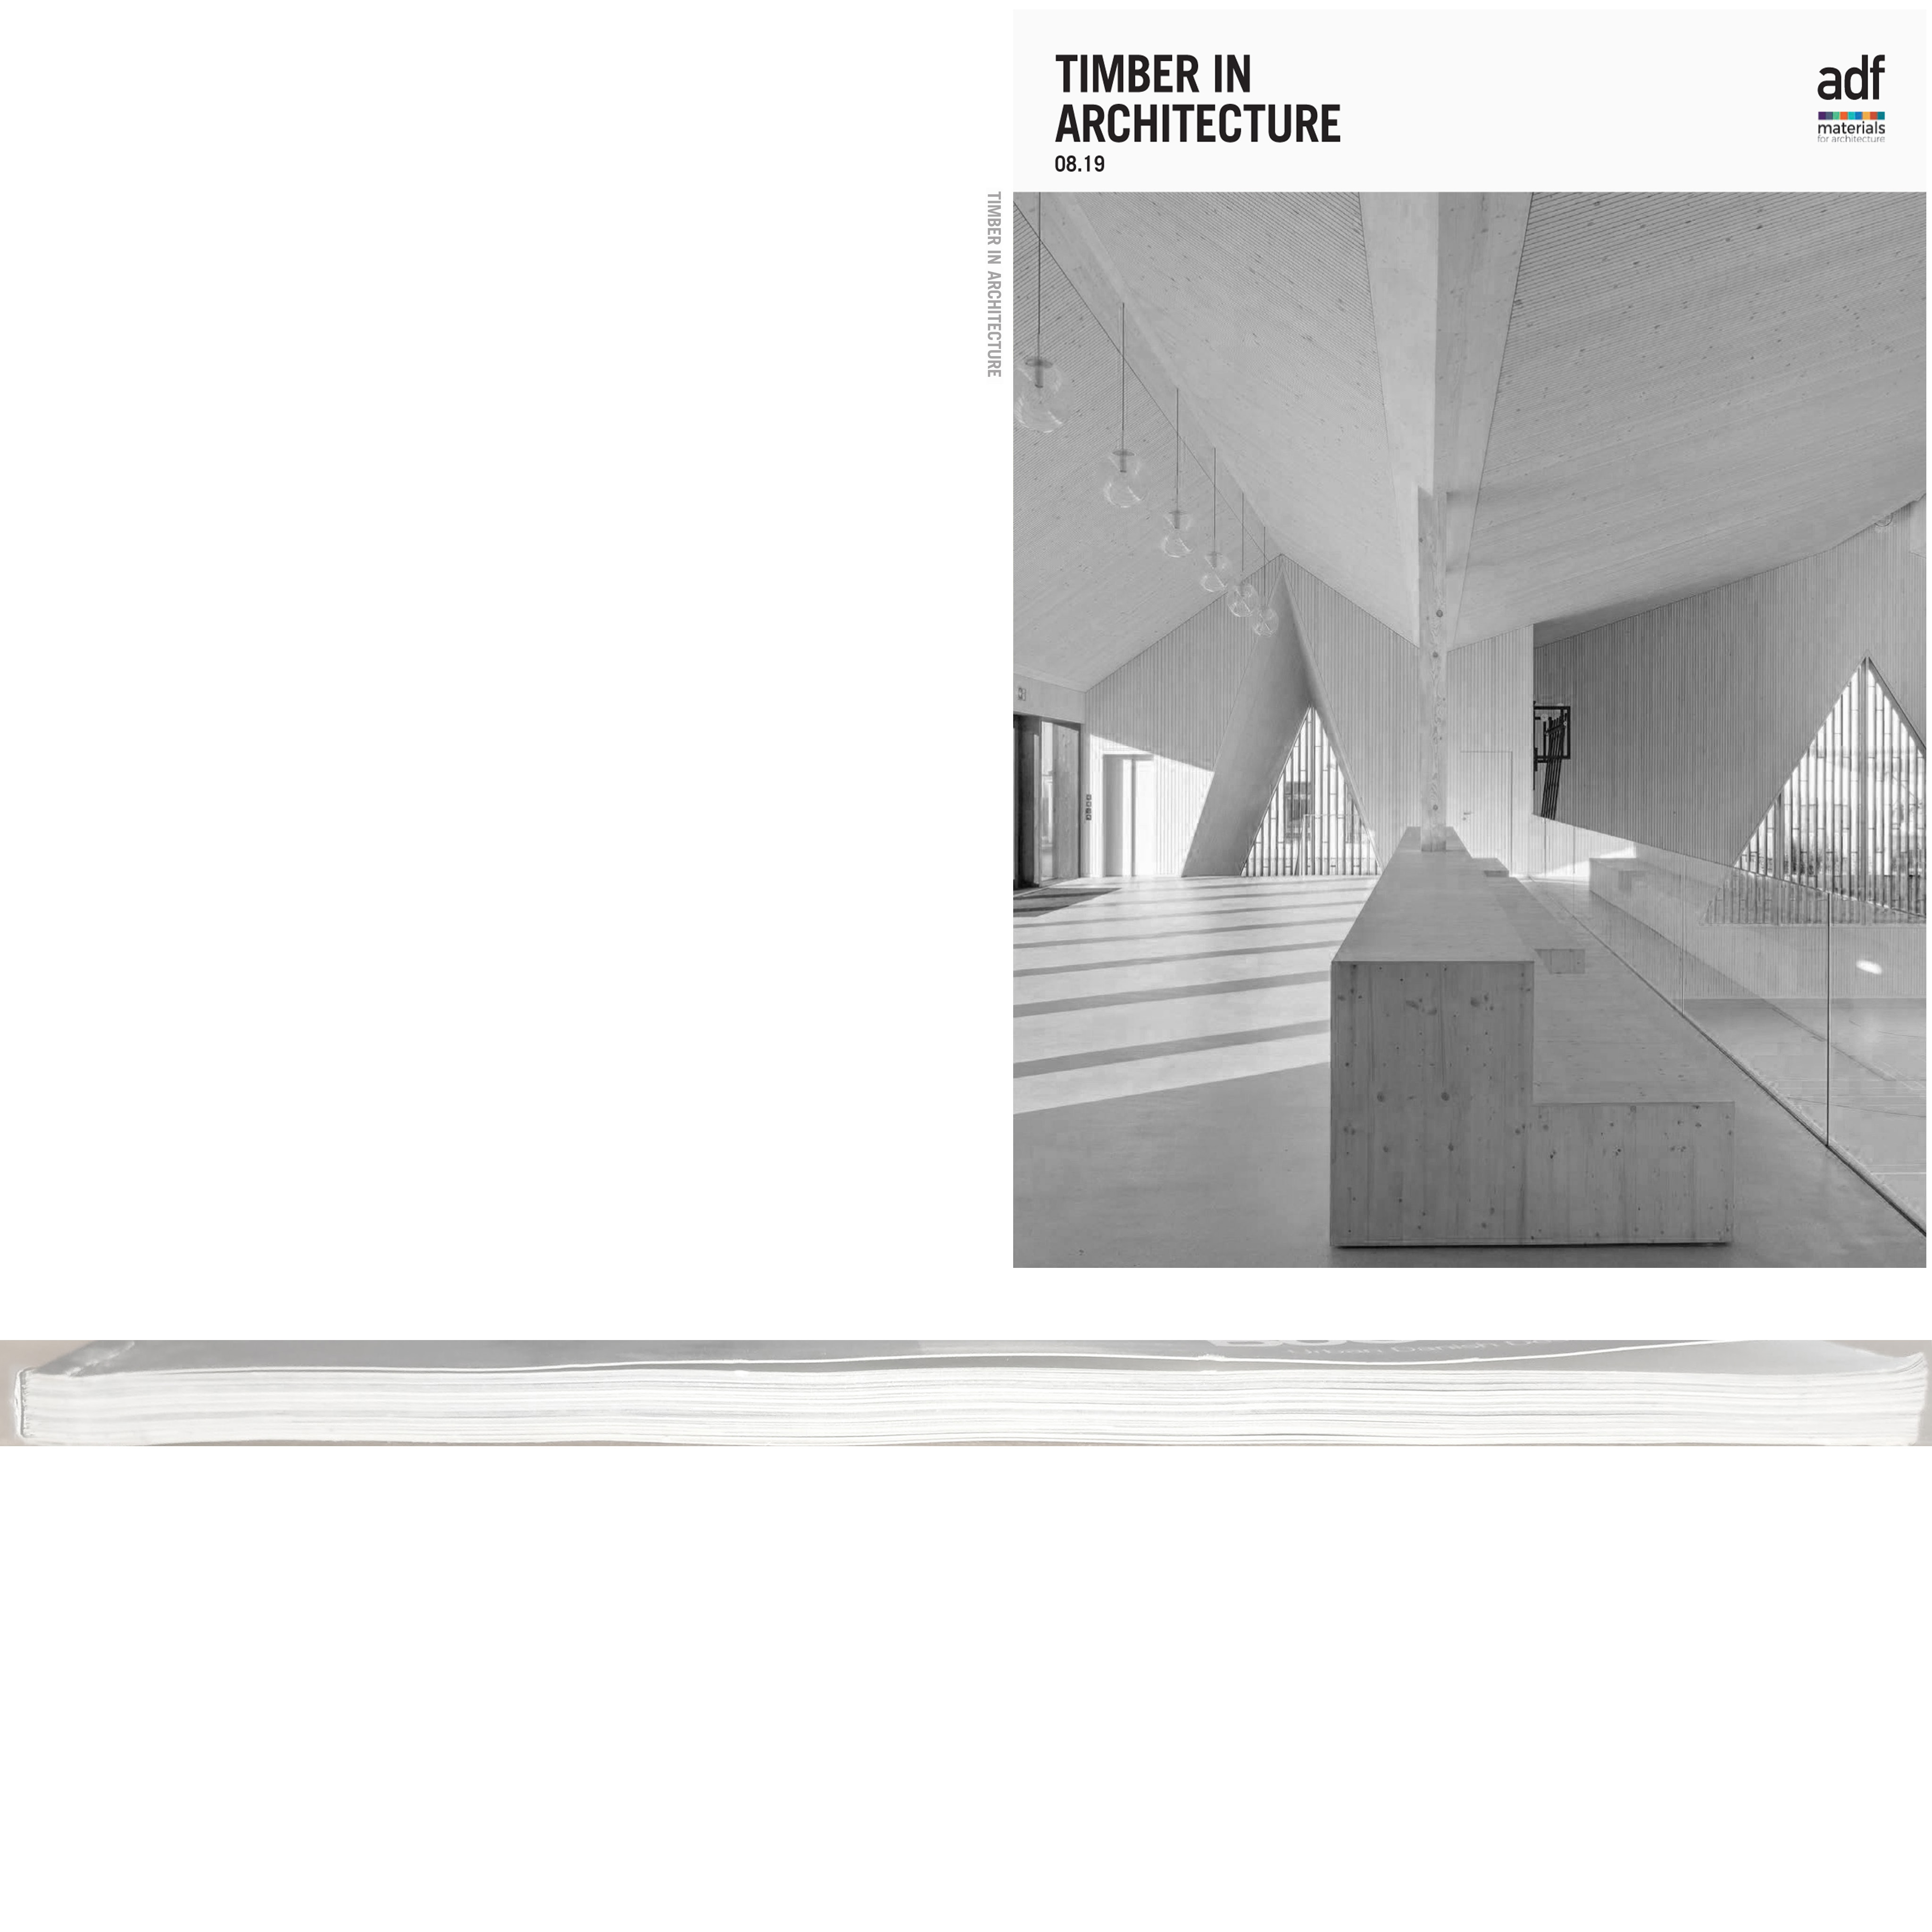 TIMBER IN
ARCHITECTURE
08.19
adf
materials
for architecture
TIMBER IN ARCHITECTURE